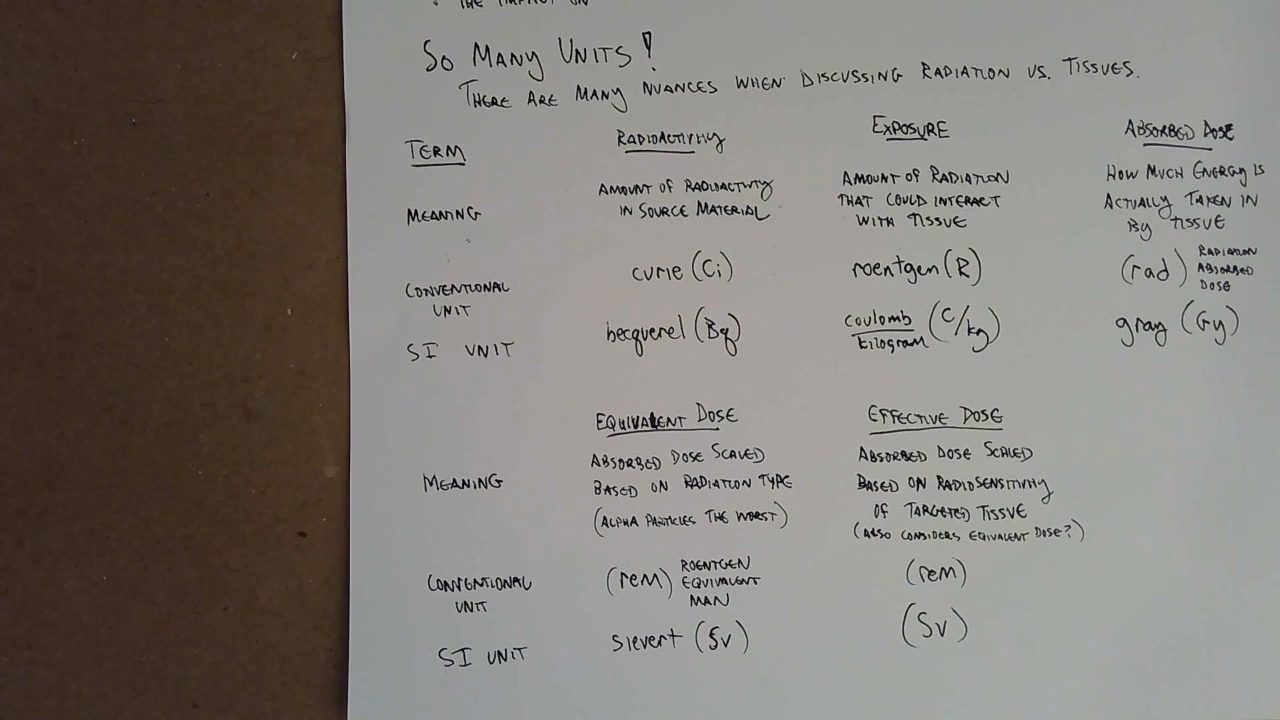 THE IMPACT ON
SO MANY UNITS!
THERE ARE MANY NUANCES WHEN DISCUSSING RADIATION VS. TISSUES.
TERM RADIOACTIVITY EXPOSURE ABSORBED DOSE
MEANING
AMOUNT OF RADIOACTIVITY
IN SOURCE MATERIAL
AMOUNT OF RADIATION
THAT COULD INTERACT
WITH TISSUE
HOW MUCH ENERGY IS
ACTUALLY TAKEN IN
BY TISSUE
CONVENTIONAL
UNIT
curie (Ci)
roentgen (R)
(rad)
RADIATION
ABSORBED
DOSE
SI UNIT
becquerel (Bq)
coulomb
kilogram
(C/kg)
gray (Gy)
EQUIVALENT DOSE EFFECTIVE DOSE
MEANING
ABSORBED DOSE SCALED
BASED ON RADIATION TYPE
(ALPHA PARTICLES THE WORST)
ABSORBED DOSE SCALED
BASED ON RADIOSENSITIVITY
OF TARGETED TISSUE
(ALSO CONSIDERS EQUIVALENT DOSE?)
CONVENTIONAL
UNIT
(rem)
ROENTGEN
EQUIVALENT
MAN
(rem)
SI UNIT
sievert (Sv)
(Sv)